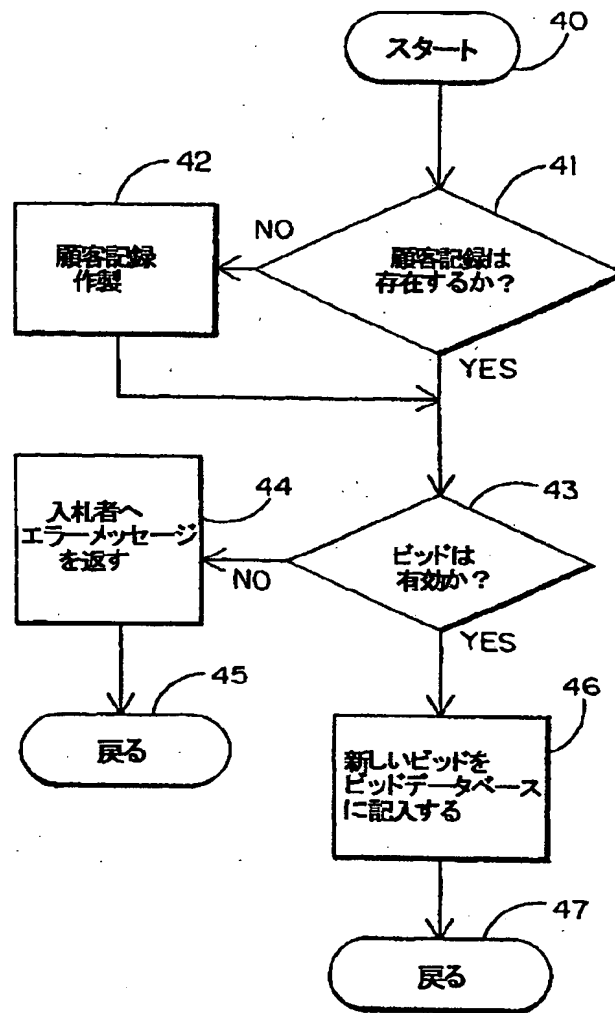 40
スタート
41
42
NO
顧客記録は
存在するか?
顧客記録
作製
YES
43
44
入札者へ
エラーメッセージ
を返す
ビッドは
有効か?
NO
YES
45
46
戻る
新しいビッドを
ビッドデータベース
に記入する
47
戻る